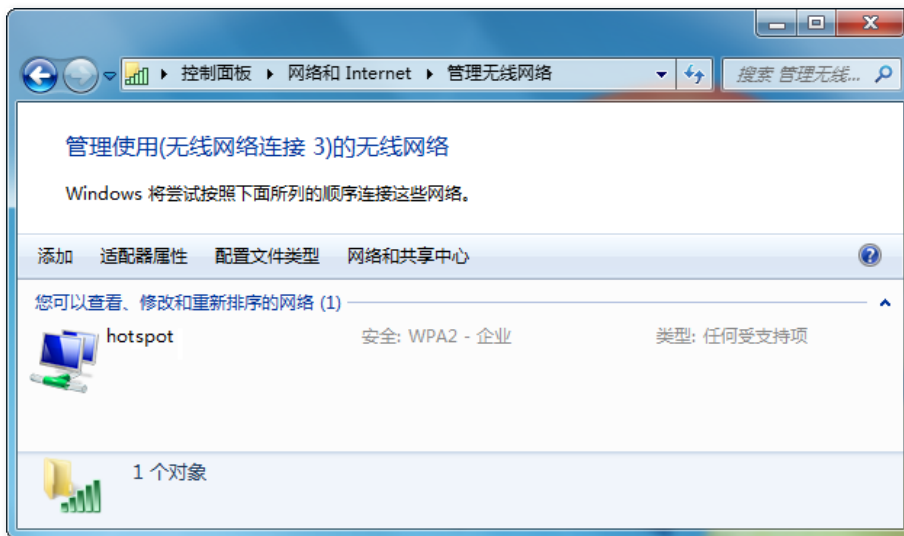 控制面板 网络和 Internet 管理无线网络 搜索 管理无线...
管理使用(无线网络连接 3)的无线网络
Windows 将尝试按照下面所列的顺序连接这些网络。
添加 适配器属性 配置文件类型 网络和共享中心
您可以查看、修改和重新排序的网络 (1)
hotspot 安全: WPA2 - 企业 类型: 任何受支持项
1 个对象